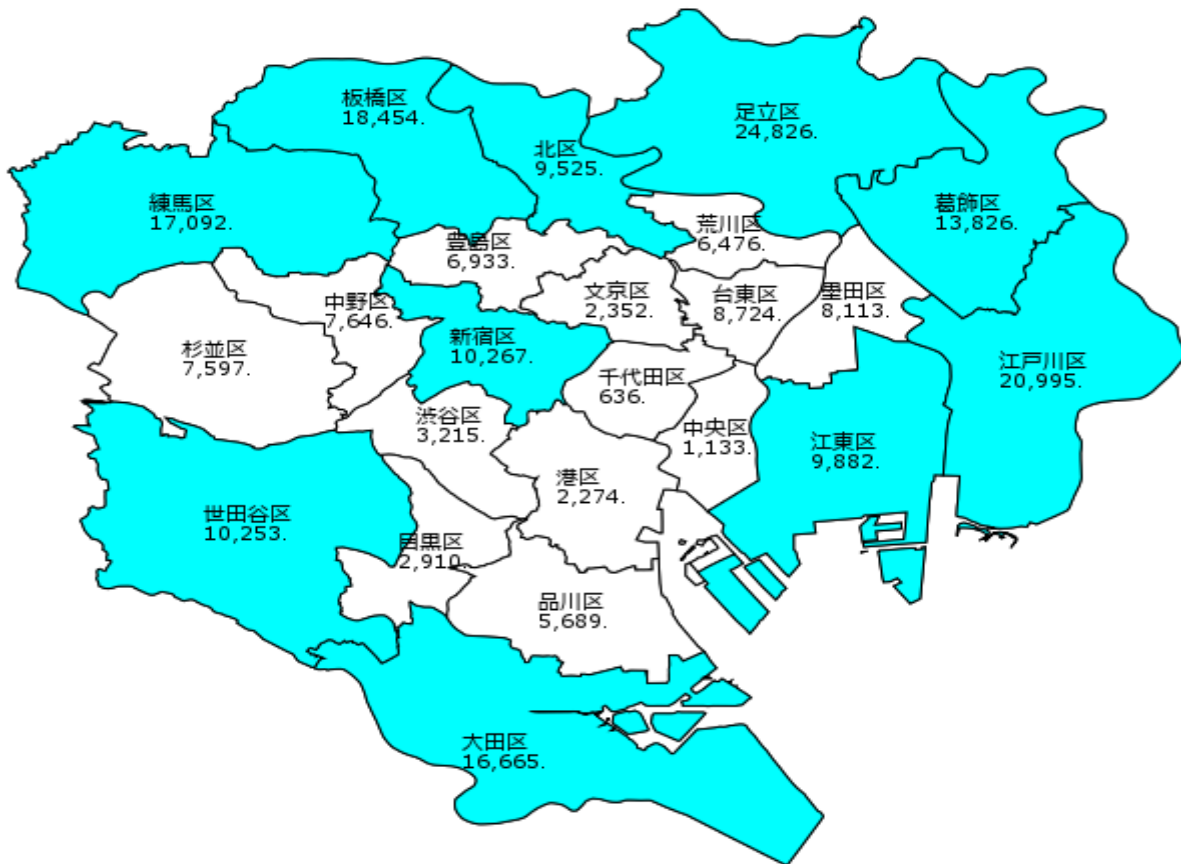 足立区
24,826.
板橋区
18,454.
北区
9,525.
練馬区
17,092.
葛飾区
13,826.
荒川区
6,476.
豊島区
6,933.
文京区
2,352.
台東区
8,724.
墨田区
8,113.
中野区
7,646.
新宿区
10,267.
杉並区
7,597.
千代田区
636.
江戸川区
20,995.
渋谷区
3,215.
中央区
1,133.
江東区
9,882.
港区
2,274.
世田谷区
10,253.
目黒区
2,910.
品川区
5,689.
大田区
16,665.